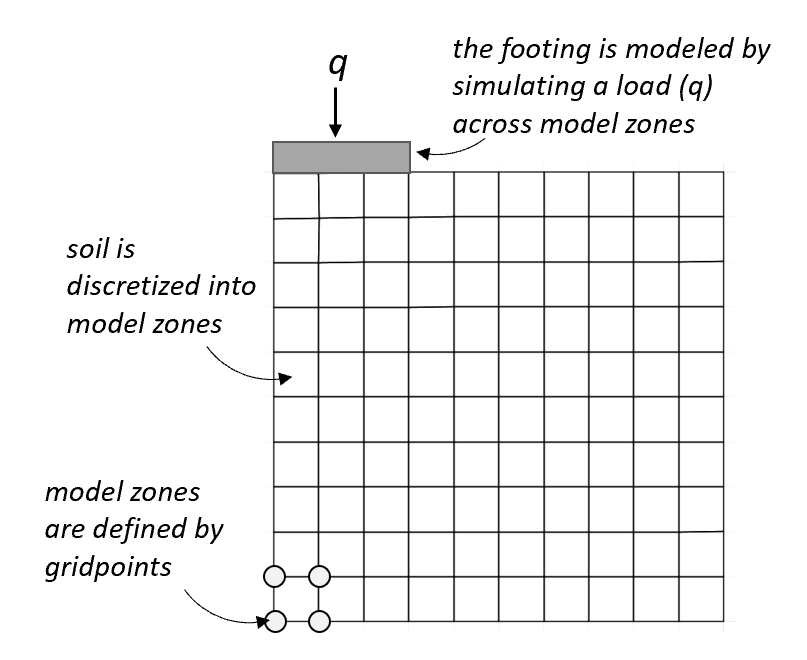 q
the footing is modeled by
simulating a load (q)
across model zones
soil is
discretized into
model zones
model zones
are defined by
gridpoints